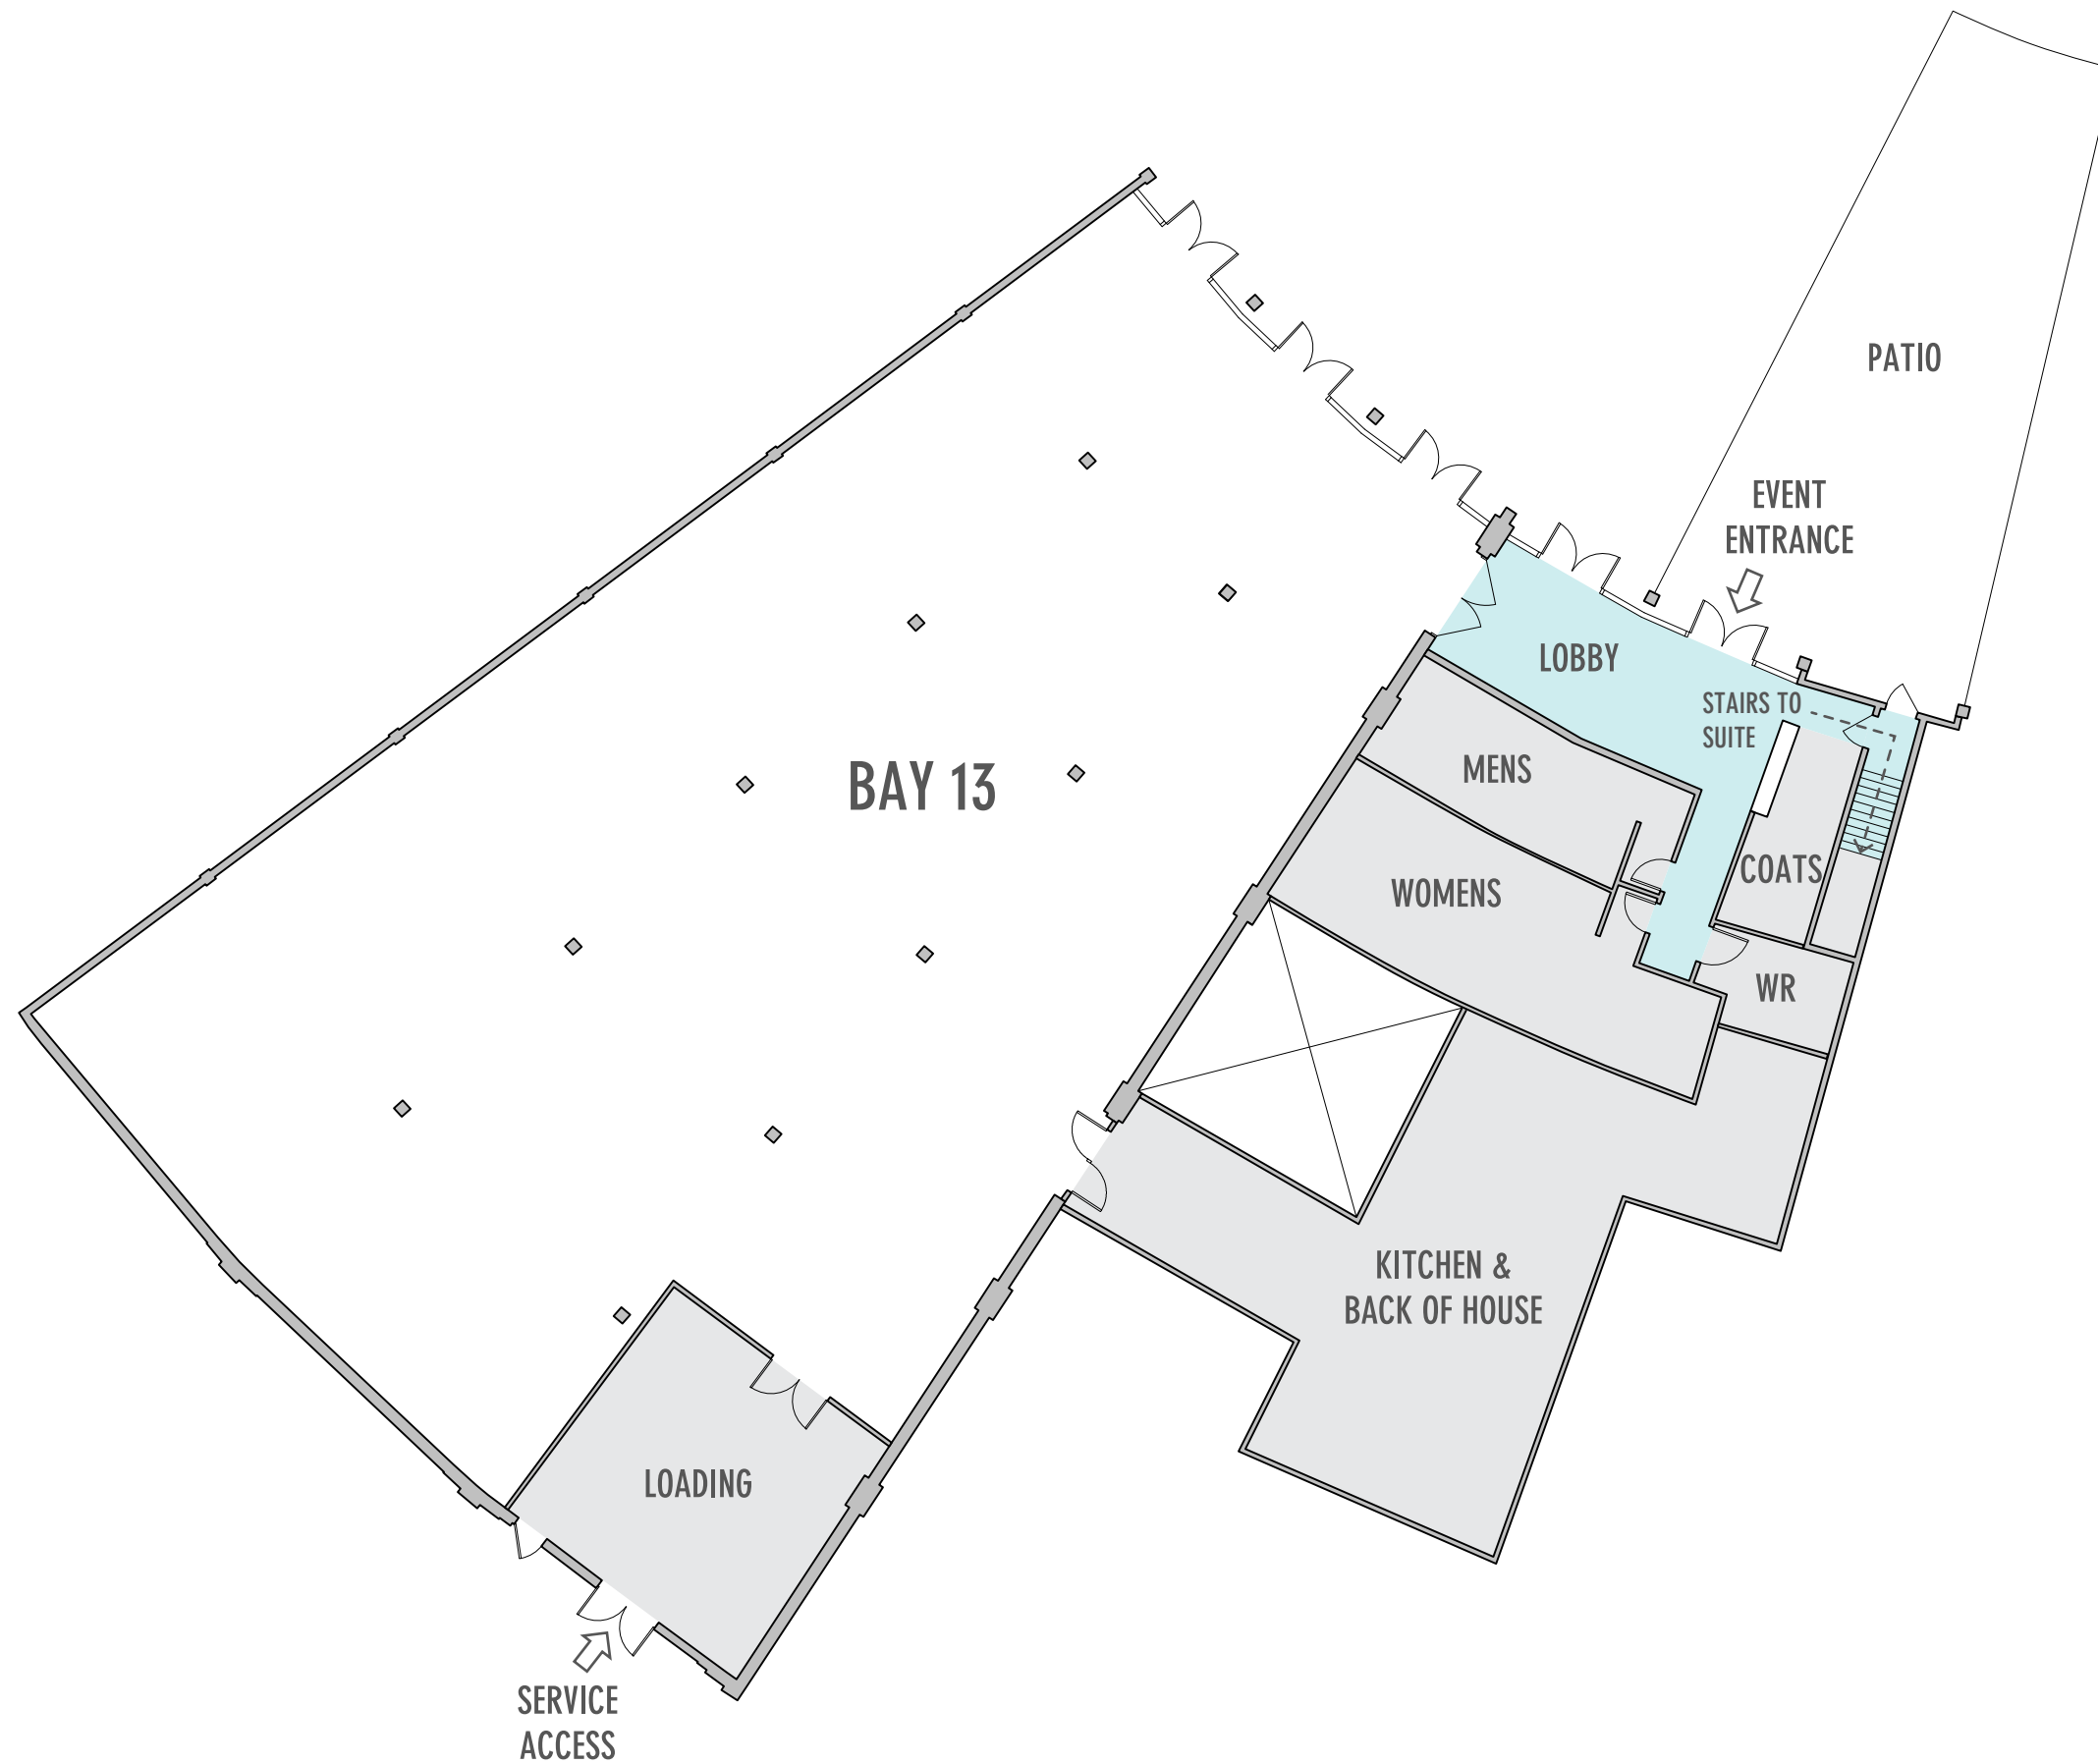 PATIO
EVENT
ENTRANCE
LOBBY
STAIRS TO
SUITE
MENS
BAY 13
COATS
WOMENS
WR
KITCHEN &
BACK OF HOUSE
LOADING
SERVICE
ACCESS